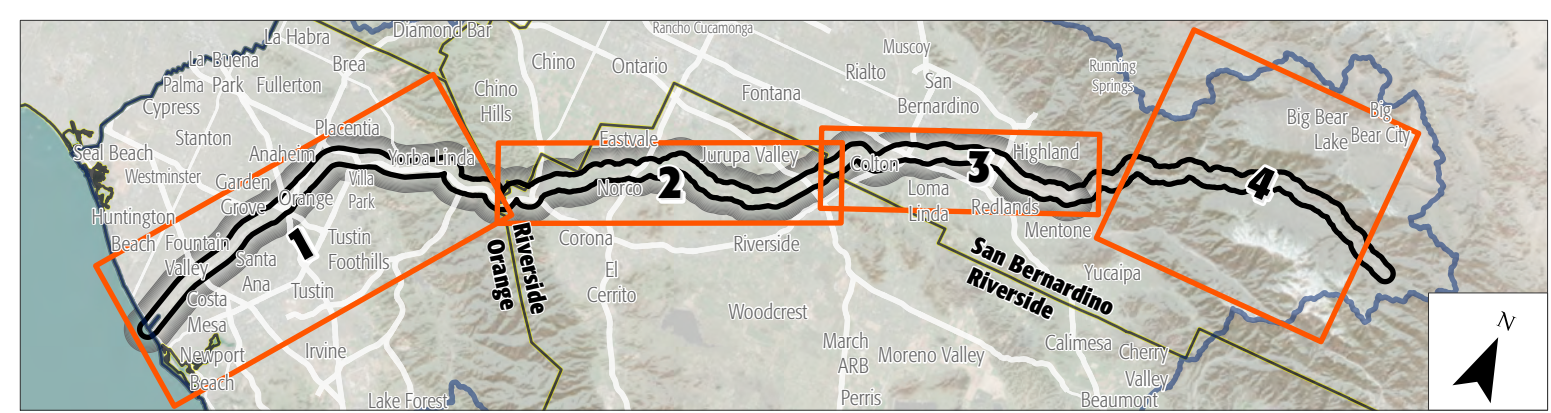 La Habra
Diamond Bar
Rancho Cucamonga
La
Palma
Buena
Park
Brea
Fullerton
Chino
Ontario
Muscoy
Rialto
Running
Springs
Cypress
Chino
Hills
Fontana
San
Bernardino
Big Bear
Lake
Big
Bear City
Stanton
Placentia
Eastvale
Seal Beach
Anaheim
Yorba Linda
Jurupa Valley
Colton
Highland
Westminster
Garden
Grove
Orange
Villa
Park
Norco
2
3
4
Loma
Linda
Redlands
Mentone
Huntington
Beach
Fountain
Valley
1
Tustin
Foothills
Santa
Ana
Orange
Riverside
Corona
Riverside
San Bernardino
Riverside
Yucaipa
El
Cerrito
Costa
Mesa
Tustin
Woodcrest
Newport
Beach
Irvine
Lake Forest
March
ARB
Moreno Valley
Perris
Calimesa
Cherry
Valley
Beaumont
N